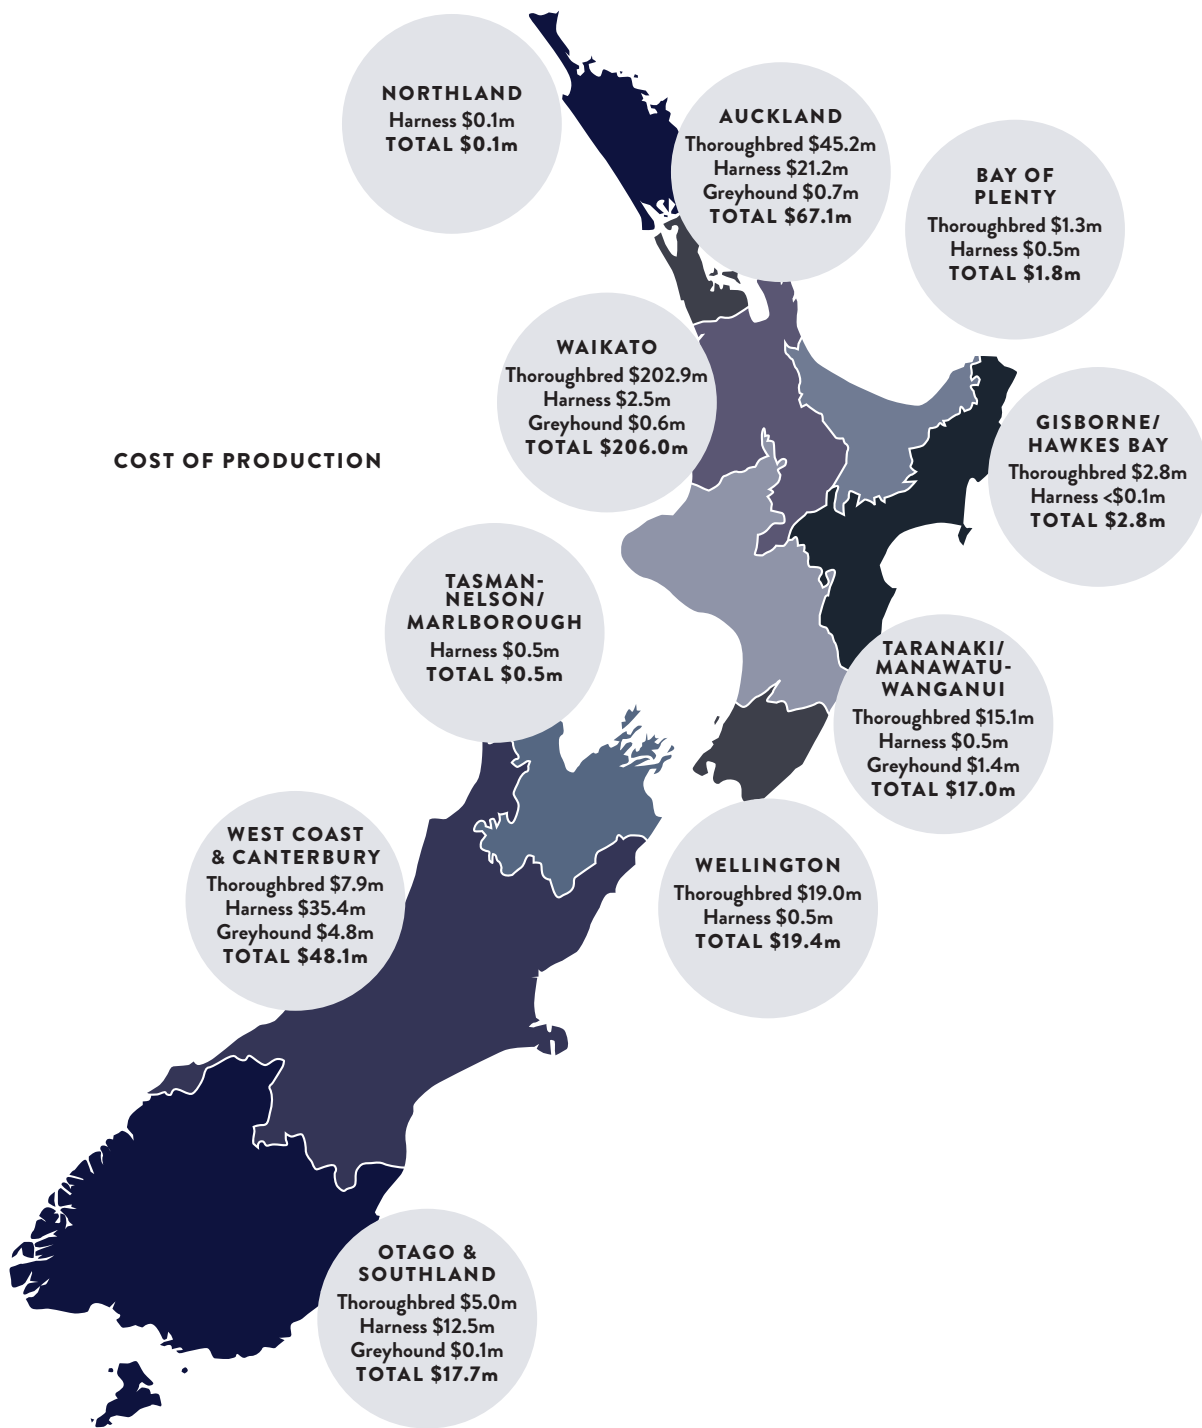 NORTHLAND
Harness $0.1m
TOTAL $0.1m
AUCKLAND
Thoroughbred $45.2m
Harness $21.2m
Greyhound $0.7m
TOTAL $67.1m
BAY OF
PLENTY
Thoroughbred $1.3m
Harness $0.5m
TOTAL $1.8m
WAIKATO
Thoroughbred $202.9m
Harness $2.5m
Greyhound $0.6m
TOTAL $206.0m
GISBORNE/
HAWKES BAY
Thoroughbred $2.8m
Harness <$0.1m
TOTAL $2.8m
COST OF PRODUCTION
TASMAN-
NELSON/
MARLBOROUGH
Harness $0.5m
TOTAL $0.5m
TARANAKI/
MANAWATU-
WANGANUI
Thoroughbred $15.1m
Harness $0.5m
Greyhound $1.4m
TOTAL $17.0m
WEST COAST
& CANTERBURY
Thoroughbred $7.9m
Harness $35.4m
Greyhound $4.8m
TOTAL $48.1m
WELLINGTON
Thoroughbred $19.0m
Harness $0.5m
TOTAL $19.4m
OTAGO &
SOUTHLAND
Thoroughbred $5.0m
Harness $12.5m
Greyhound $0.1m
TOTAL $17.7m